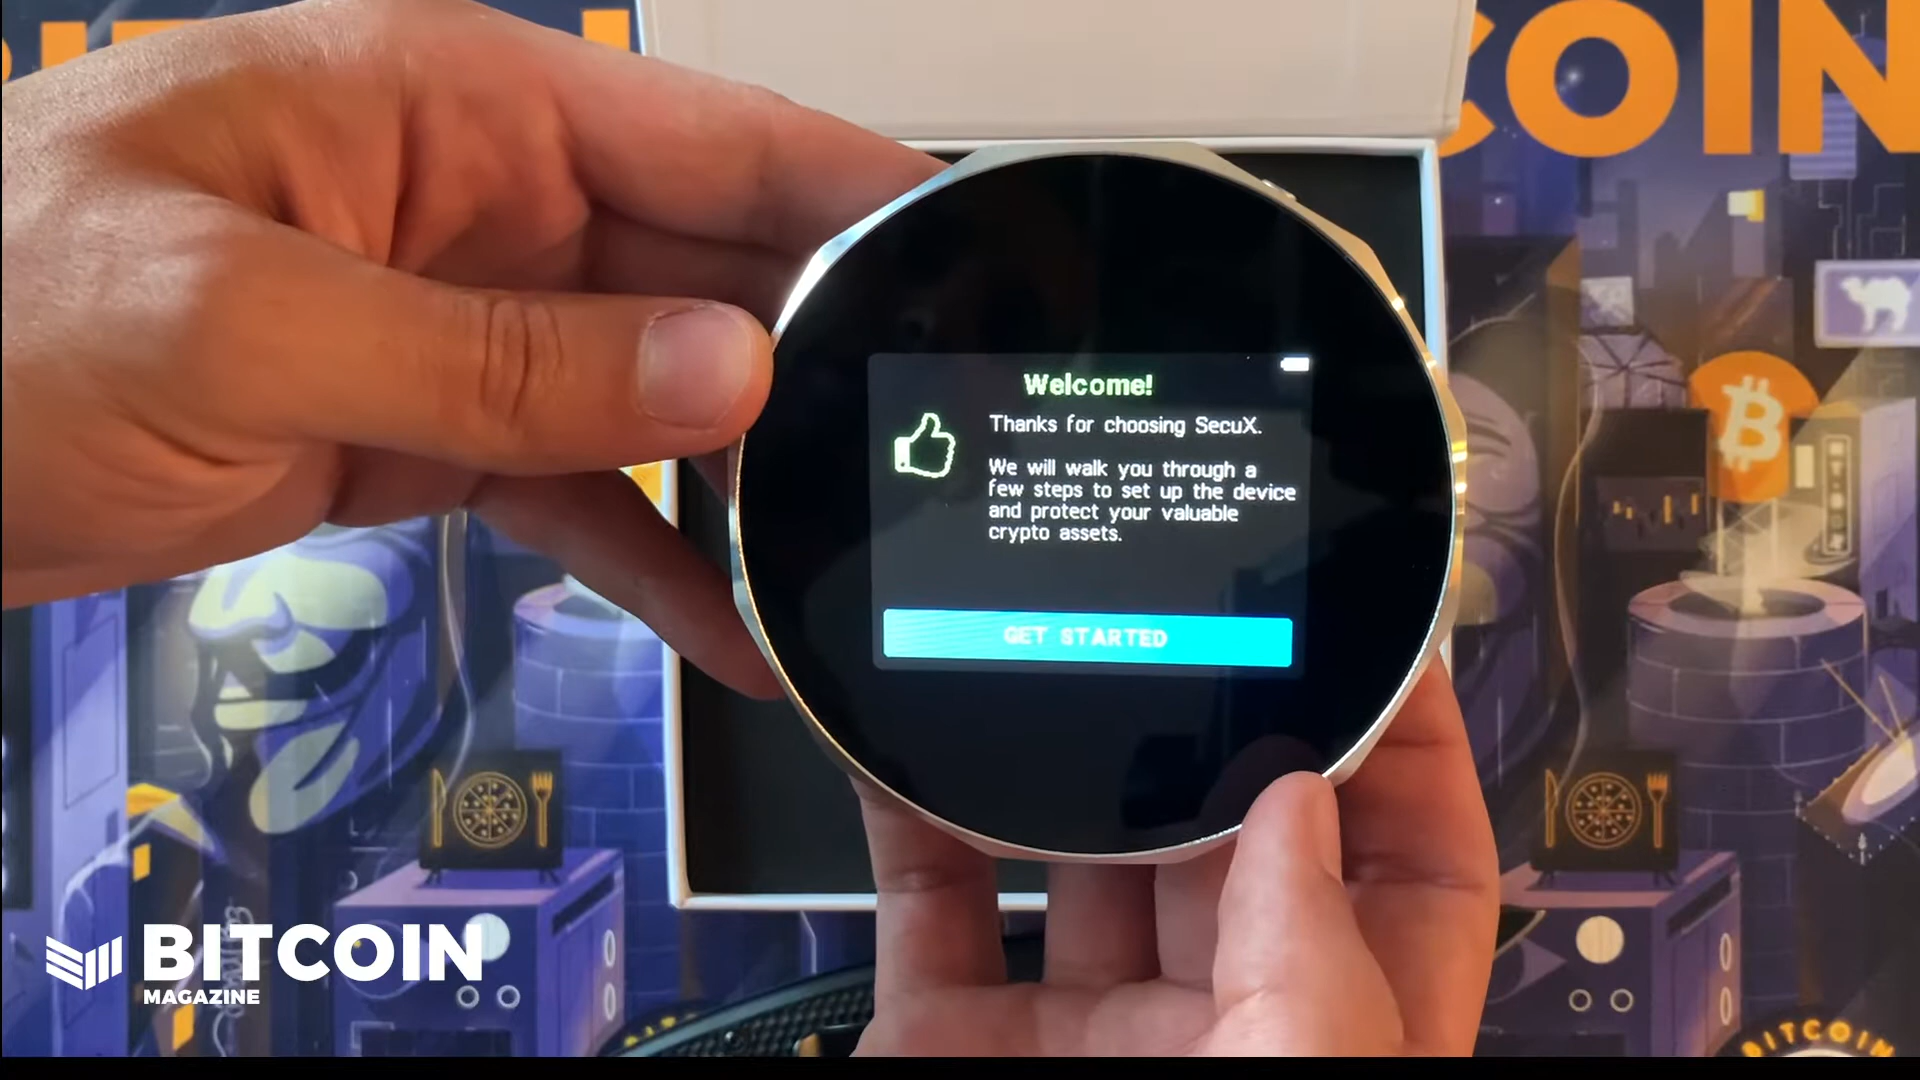 COIN
Welcome!
Thanks for choosing SecuX.
We will walk you through a
few steps to set up the device
and protect your valuable
crypto assets.
GET STARTED
BITCOIN
MAGAZINE
BITCOIN